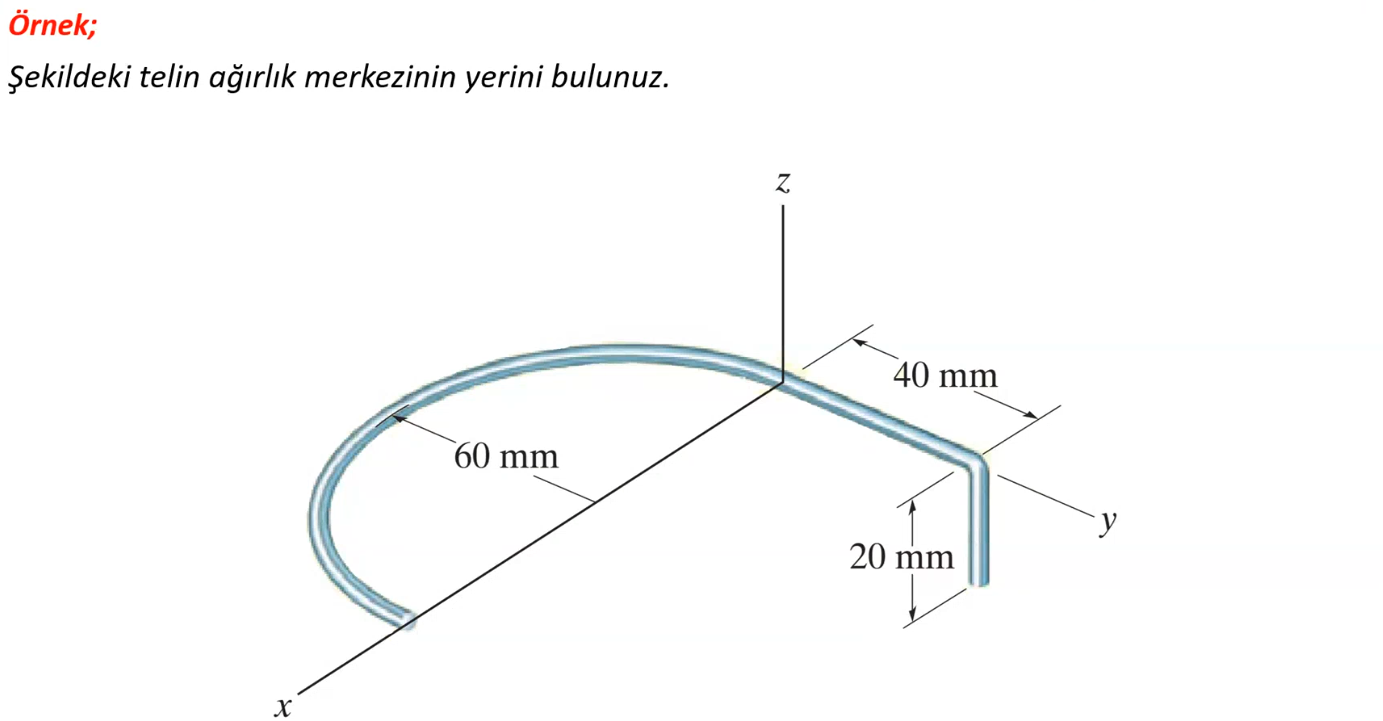 Örnek;
Şekildeki telin ağırlık merkezinin yerini bulunuz.
z
40 mm
60 mm
y
20 mm
x